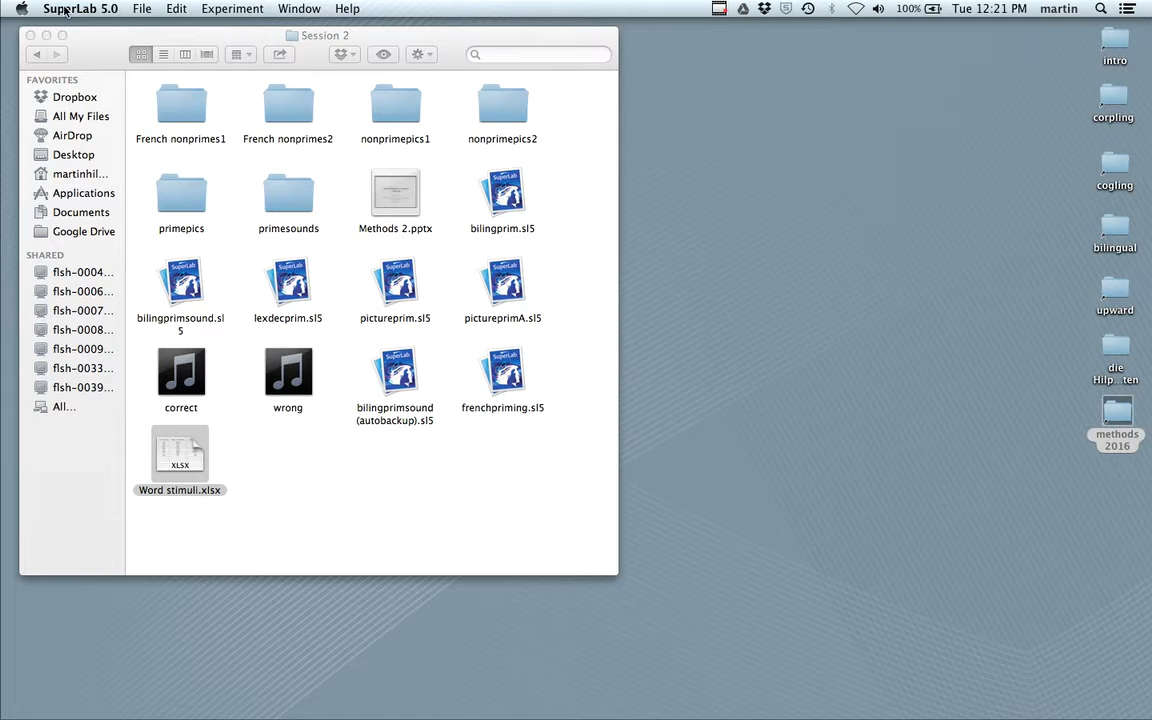 SuperLab 5.0 File Edit Experiment Window Help 100% Tue 12:21 PM martin
Session 2
FAVORITES
Dropbox
All My Files
AirDrop
Desktop
martinhil...
Applications
Documents
Google Drive
SHARED
flsh-0004...
flsh-0006...
flsh-0007...
flsh-0008...
flsh-0009...
flsh-0033...
flsh-0039...
All...
French nonprimes1 French nonprimes2 nonprimepics1 nonprimepics2
primepics primesounds Methods 2.pptx bilingprim.sl5
bilingprimsound.sl
5
lexdecprim.sl5 pictureprim.sl5 pictureprimA.sl5
correct wrong
bilingprimsound
(autobackup).sl5
frenchpriming.sl5
XLSX
Word stimuli.xlsx
intro
corpling
cogling
bilingual
upward
die
Hilp...ten
methods
2016